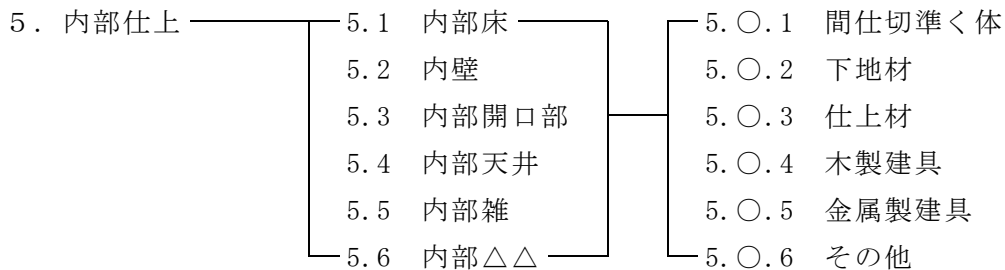 ５．内部仕上 5.1 内部床 5.○.1 間仕切準く体
5.2 内壁 5.○.2 下地材
5.3 内部開口部 5.○.3 仕上材
5.4 内部天井 5.○.4 木製建具
5.5 内部雑 5.○.5 金属製建具
5.6 内部△△ 5.○.6 その他